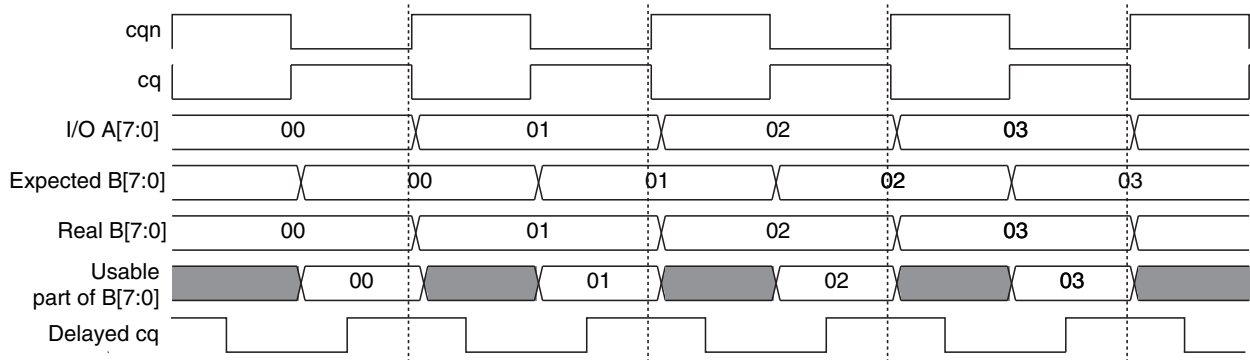 cqn
cq
I/O A[7:0] 00 01 02 03
Expected B[7:0] 00 01 02 03
Real B[7:0] 00 01 02 03
Usable
part of B[7:0] 00 01 02 03
Delayed cq